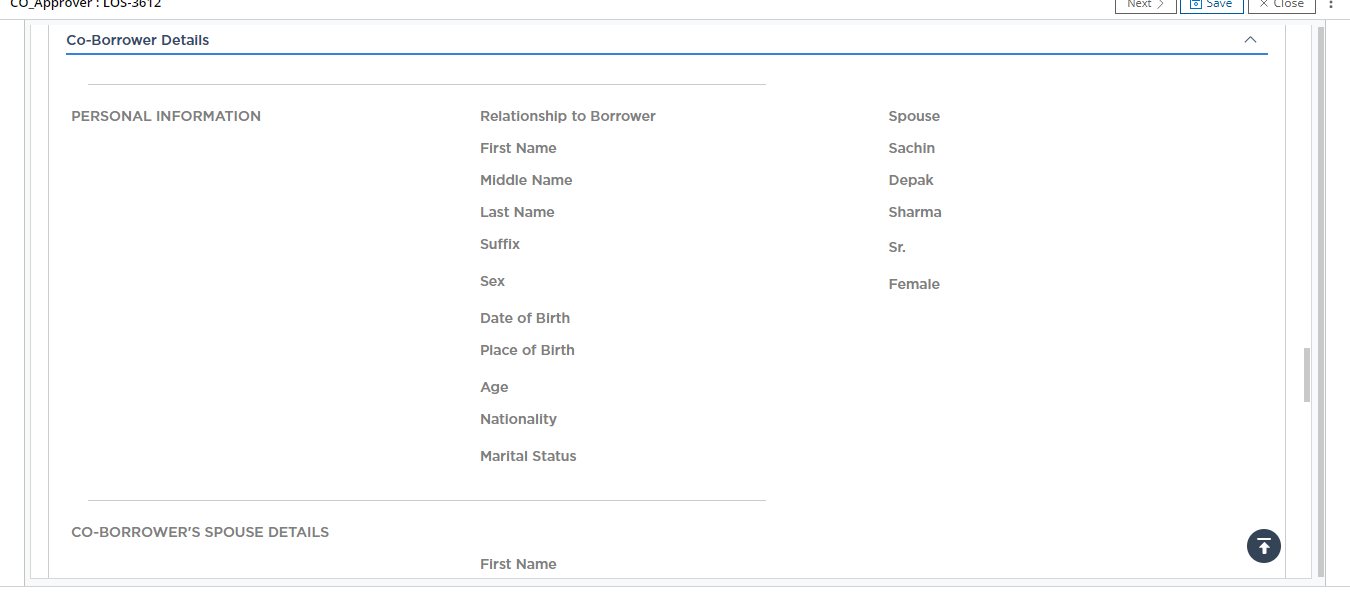 CO_Approver : LOS-3612
Next
Save
Close
Co-Borrower Details
PERSONAL INFORMATION
Relationship to Borrower Spouse
First Name Sachin
Middle Name Depak
Last Name Sharma
Suffix Sr.
Sex Female
Date of Birth
Place of Birth
Age
Nationality
Marital Status
CO-BORROWER'S SPOUSE DETAILS
First Name